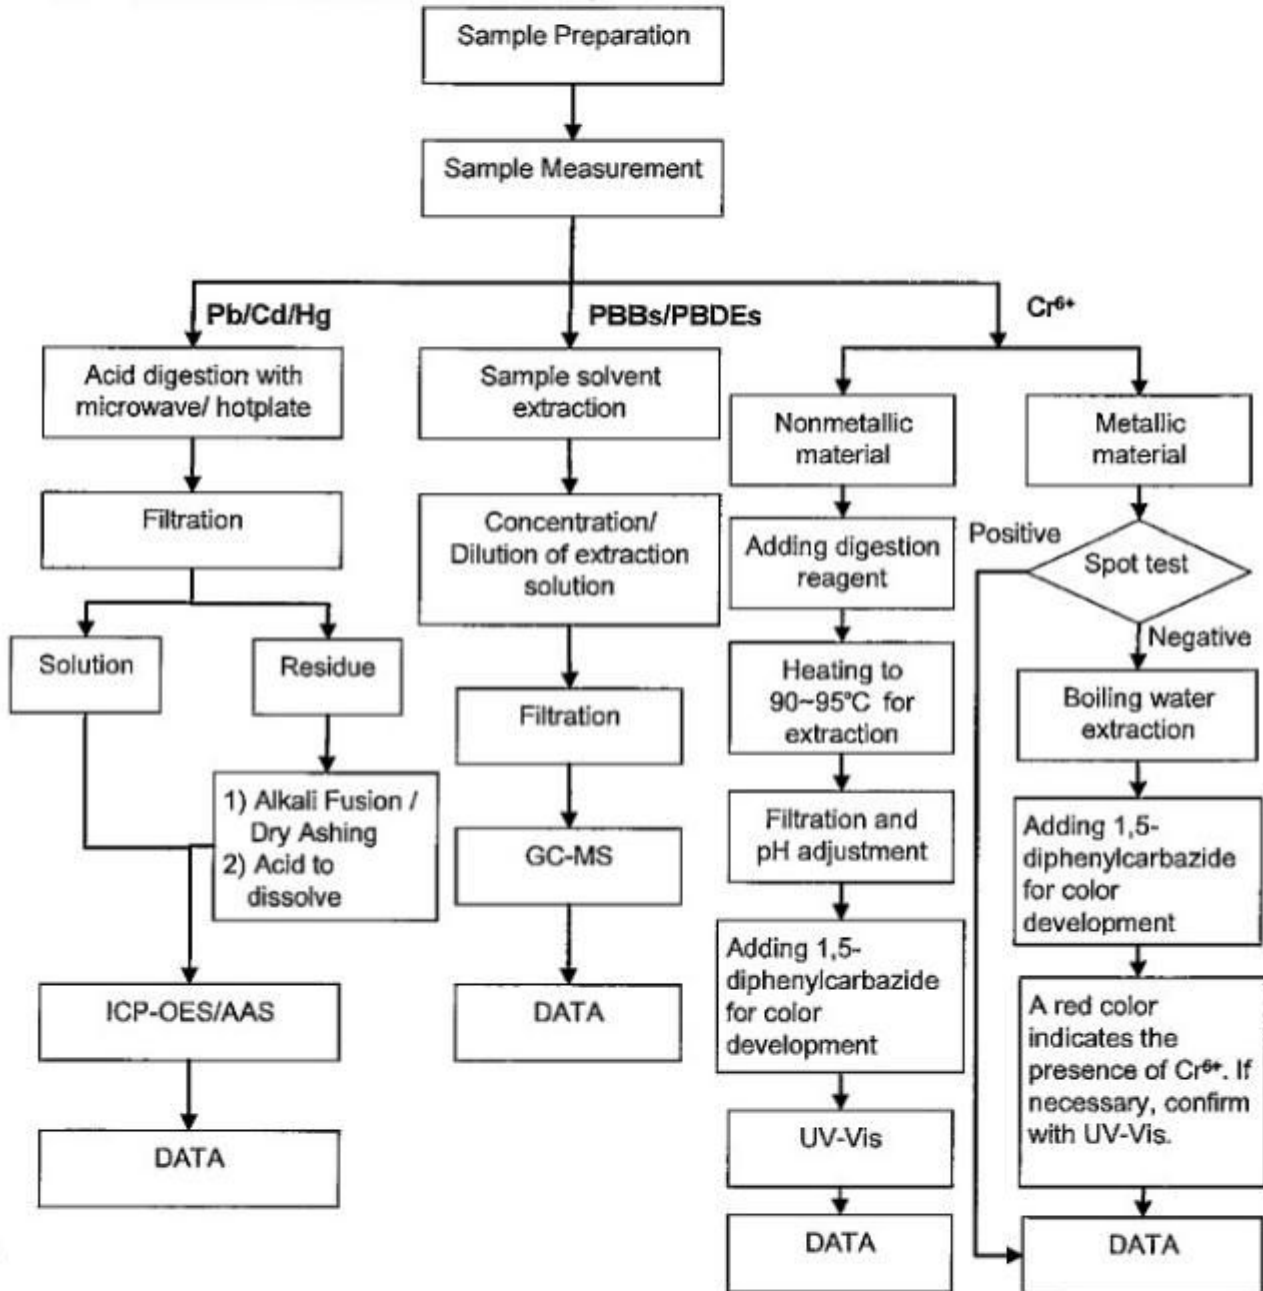 Sample Preparation
Sample Measurement
Pb/Cd/Hg
Acid digestion with
microwave/ hotplate
Filtration
Solution
Residue
1) Alkali Fusion /
Dry Ashing
2) Acid to
dissolve
ICP-OES/AAS
DATA
PBBs/PBDEs
Sample solvent
extraction
Concentration/
Dilution of extraction
solution
Filtration
GC-MS
DATA
Cr⁶⁺
Nonmetallic
material
Adding digestion
reagent
Heating to
90~95°C for
extraction
Filtration and
pH adjustment
Adding 1,5-
diphenylcarbazide
for color
development
UV-Vis
DATA
Metallic
material
Spot test
Positive
Negative
Boiling water
extraction
Adding 1,5-
diphenylcarbazide
for color
development
A red color
indicates the
presence of Cr⁶⁺. If
necessary, confirm
with UV-Vis.
DATA